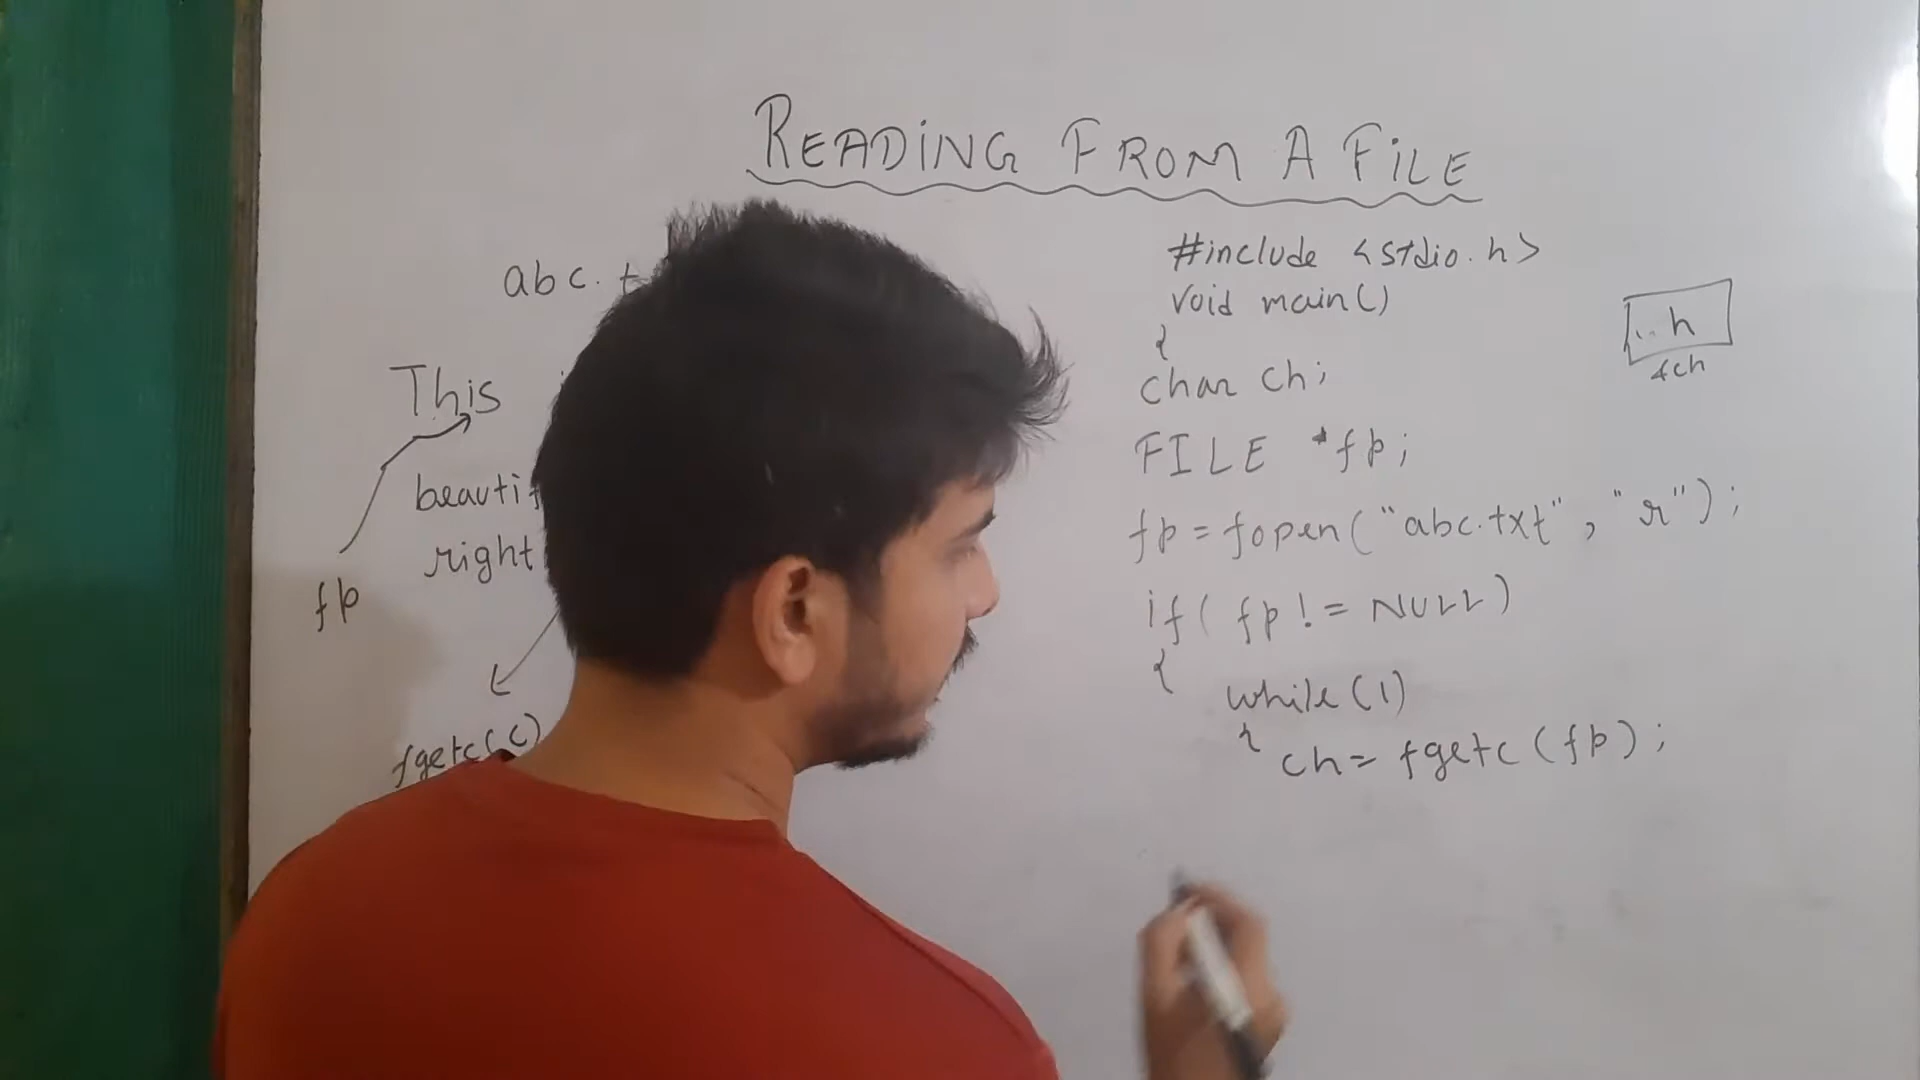 READING FROM A FILE
abc.
This
beauti
right
fp
fgetc(c)
#include <stdio.h>
void main()
{
char ch;
FILE *fp;
fp = fopen("abc.txt", "r");
if( fp != NULL)
{
while(1)
{
ch= fgetc(fp);
h